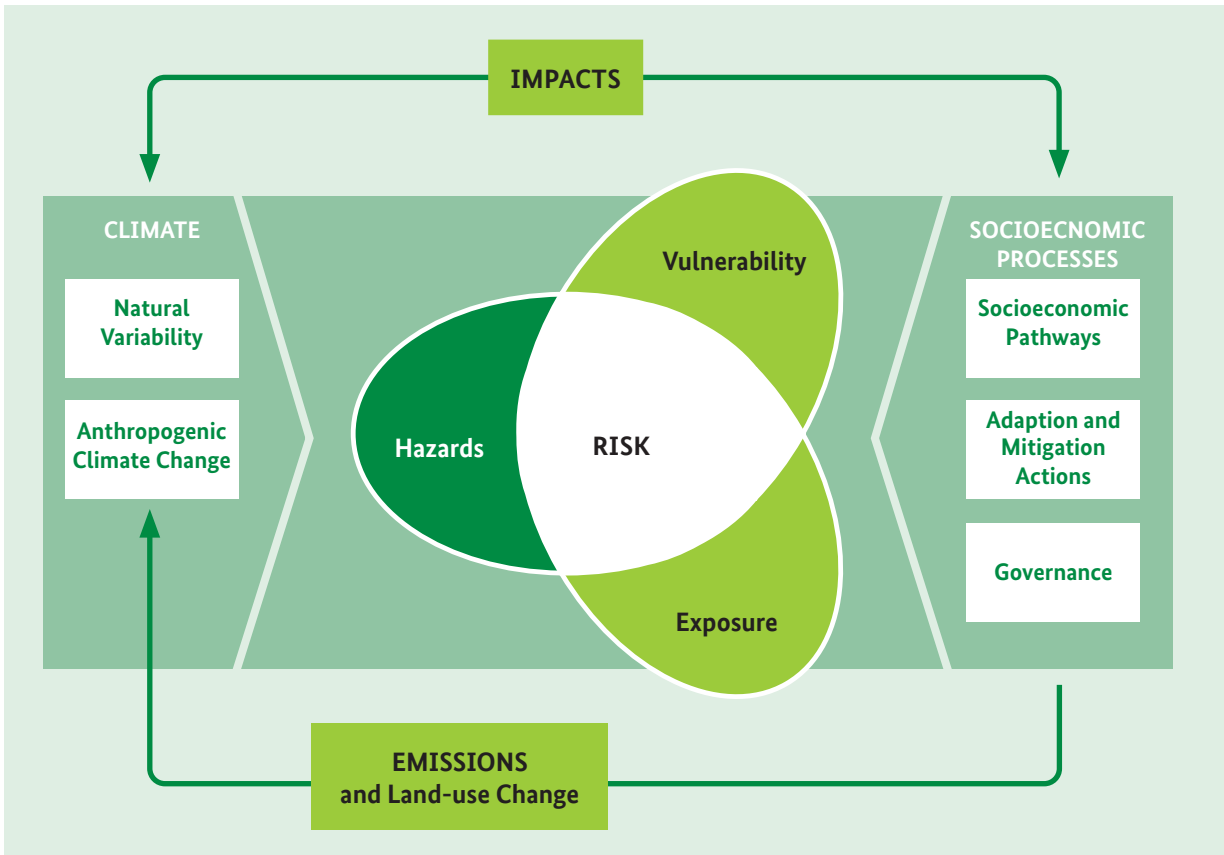 IMPACTS
CLIMATE
Natural
Variability
Anthropogenic
Climate Change
Vulnerability
Hazards
RISK
Exposure
SOCIOECNOMIC
PROCESSES
Socioeconomic
Pathways
Adaption and
Mitigation
Actions
Governance
EMISSIONS
and Land-use Change